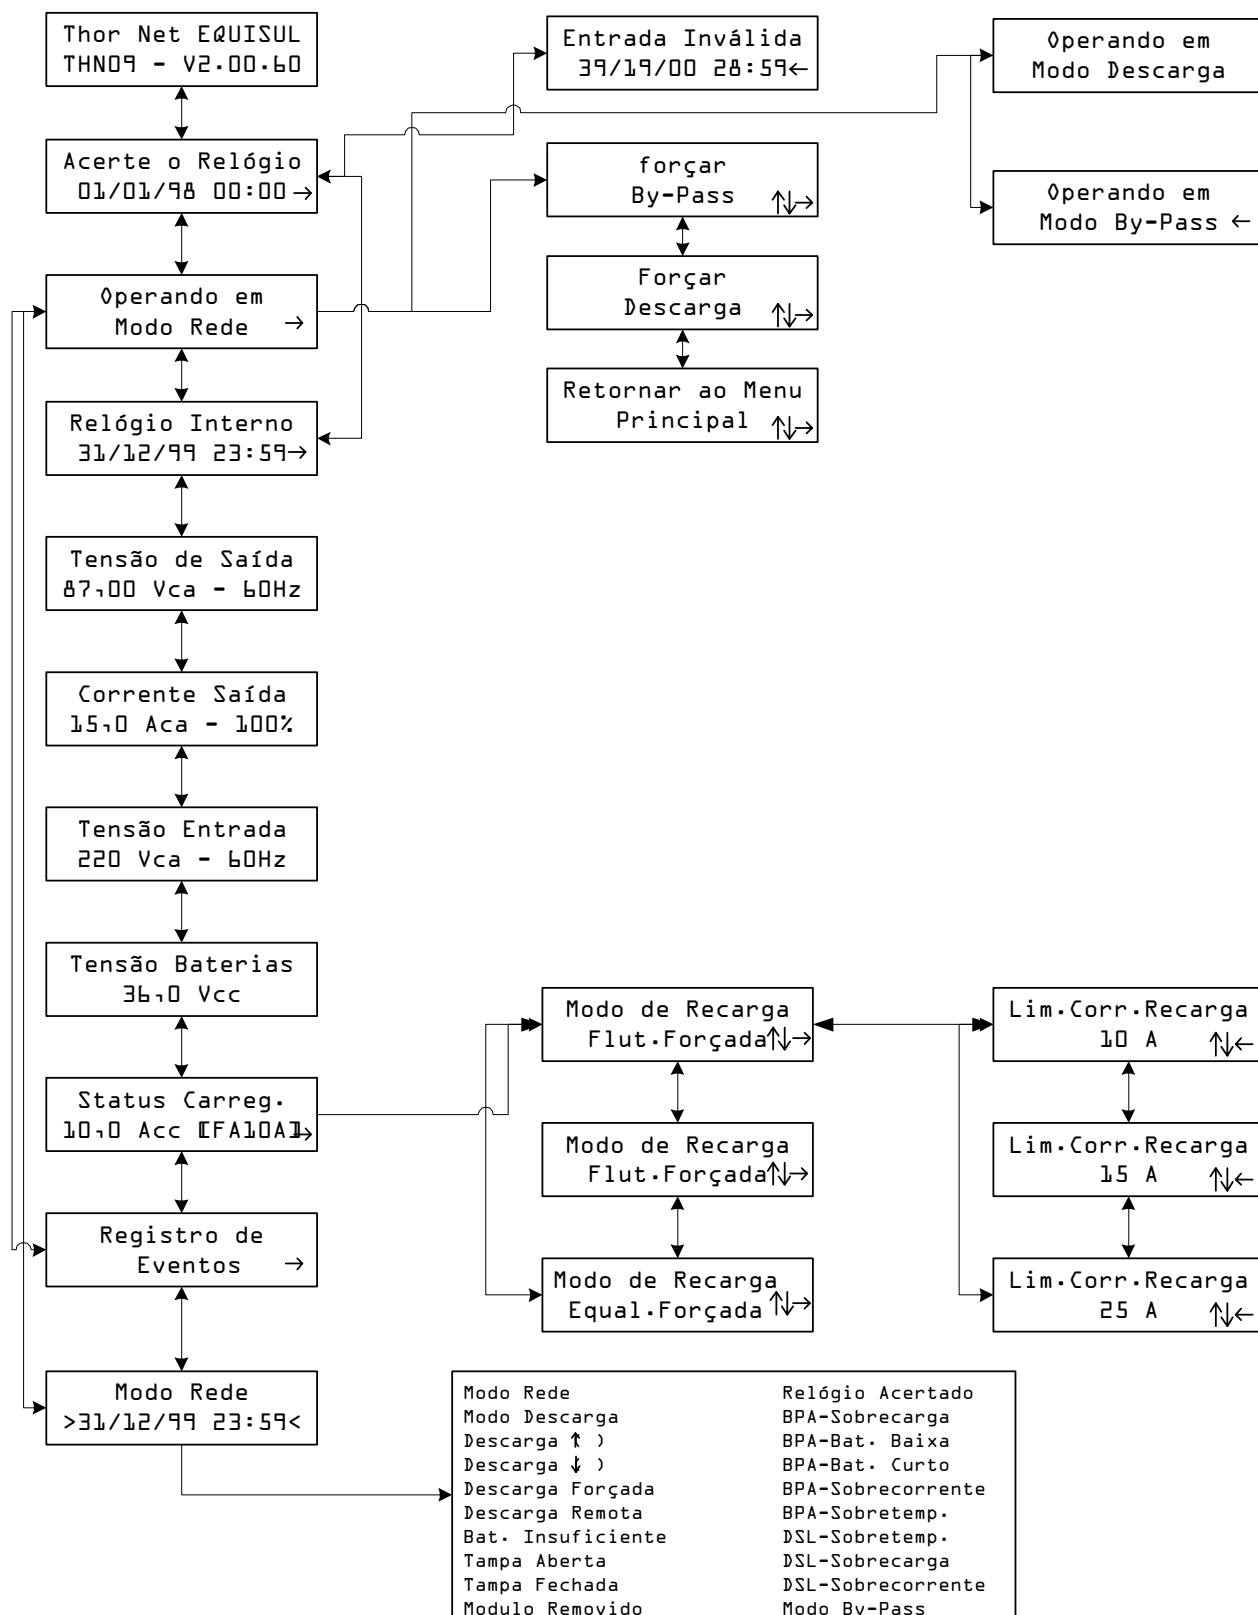 Thor Net EQUISUL
THN09 - V2.00.60
Acerte o Relógio
01/01/98 00:00→
Operando em
Modo Rede →
Relógio Interno
31/12/99 23:59→
Tensão de Saída
87,00 Vca - 60Hz
Corrente Saída
15,0 Aca - 100%
Tensão Entrada
220 Vca - 60Hz
Tensão Baterias
36,0 Vcc
Status Carreg.
10,0 Acc [FA10A]→
Registro de
Eventos →
Modo Rede
>31/12/99 23:59<
Entrada Inválida
39/19/00 28:59←
forçar
By-Pass ↑↓→
Forçar
Descarga ↑↓→
Retornar ao Menu
Principal ↑↓→
Operando em
Modo Descarga
Operando em
Modo By-Pass ←
Modo de Recarga
Flut.Forçada↑↓→
Modo de Recarga
Flut.Forçada↑↓→
Modo de Recarga
Equal.Forçada↑↓→
Lim.Corr.Recarga
10 A ↑↓←
Lim.Corr.Recarga
15 A ↑↓←
Lim.Corr.Recarga
25 A ↑↓←
Modo Rede
Modo Descarga
Descarga ↑ )
Descarga ↓ )
Descarga Forçada
Descarga Remota
Bat. Insuficiente
Tampa Aberta
Tampa Fechada
Modulo Removido
Relógio Acertado
BPA-Sobrecarga
BPA-Bat. Baixa
BPA-Bat. Curto
BPA-Sobrecorrente
BPA-Sobretemp.
DSL-Sobretemp.
DSL-Sobrecarga
DSL-Sobrecorrente
Modo By-Pass